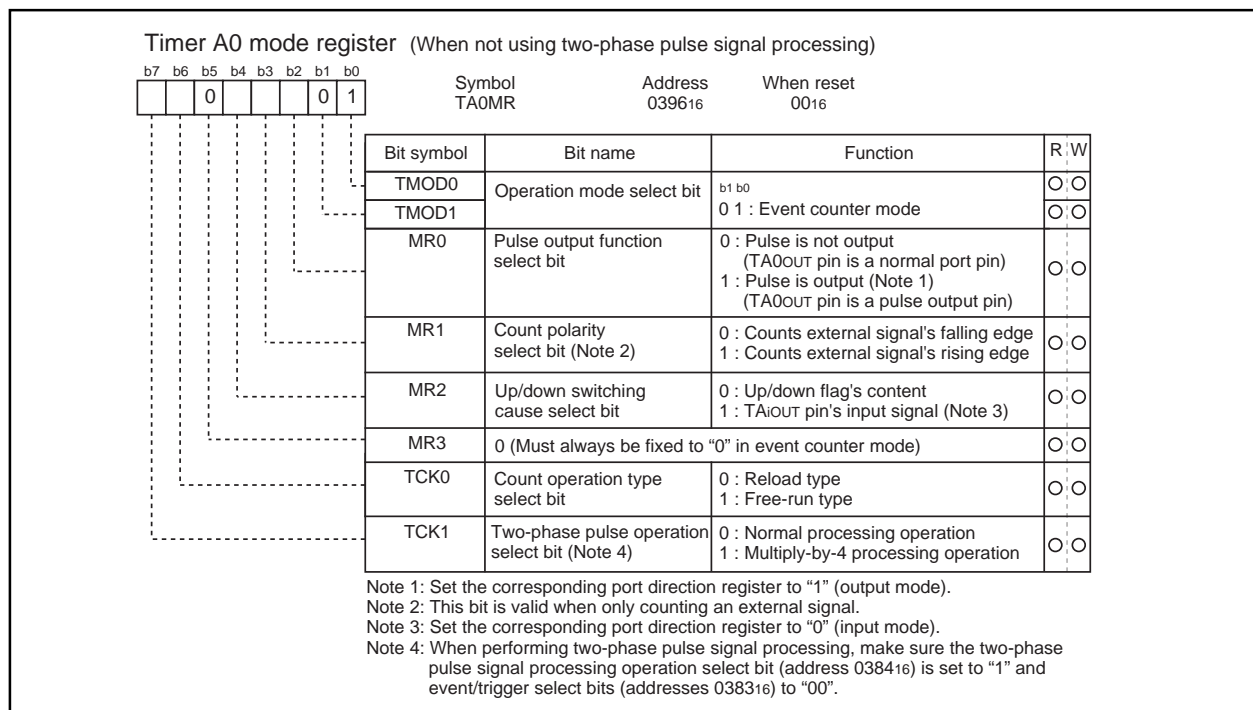 Timer A0 mode register (When not using two-phase pulse signal processing)
b7 b6 b5 b4 b3 b2 b1 b0
0 0 1
Symbol Address When reset
TA0MR 039616 0016
Bit symbol Bit name Function R W
TMOD0 Operation mode select bit b1 b0
TMOD1 0 1 : Event counter mode
MR0 Pulse output function 0 : Pulse is not output
select bit (TA0OUT pin is a normal port pin)
1 : Pulse is output (Note 1)
(TA0OUT pin is a pulse output pin)
MR1 Count polarity 0 : Counts external signal's falling edge
select bit (Note 2) 1 : Counts external signal's rising edge
MR2 Up/down switching 0 : Up/down flag's content
cause select bit 1 : TAiOUT pin's input signal (Note 3)
MR3 0 (Must always be fixed to “0” in event counter mode)
TCK0 Count operation type 0 : Reload type
select bit 1 : Free-run type
TCK1 Two-phase pulse operation 0 : Normal processing operation
select bit (Note 4) 1 : Multiply-by-4 processing operation
Note 1: Set the corresponding port direction register to “1” (output mode).
Note 2: This bit is valid when only counting an external signal.
Note 3: Set the corresponding port direction register to “0” (input mode).
Note 4: When performing two-phase pulse signal processing, make sure the two-phase
pulse signal processing operation select bit (address 038416) is set to “1” and
event/trigger select bits (addresses 038316) to “00”.